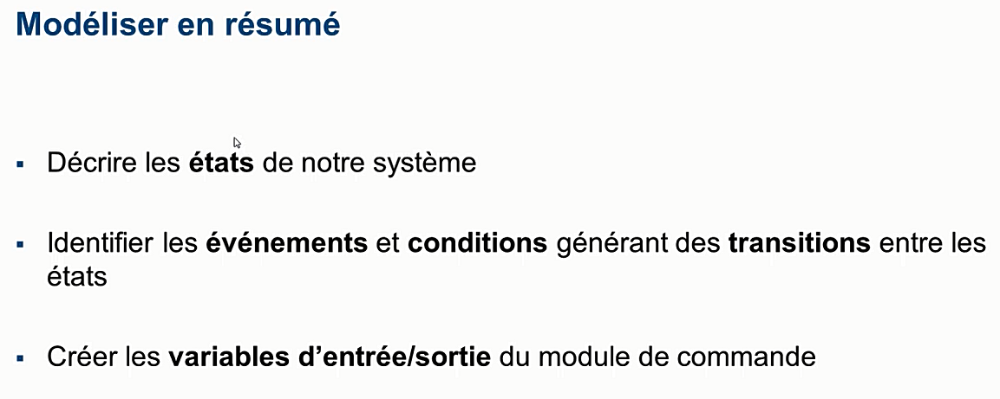 Modéliser en résumé
▪ Décrire les états de notre système
▪ Identifier les événements et conditions générant des transitions entre les
états
▪ Créer les variables d’entrée/sortie du module de commande